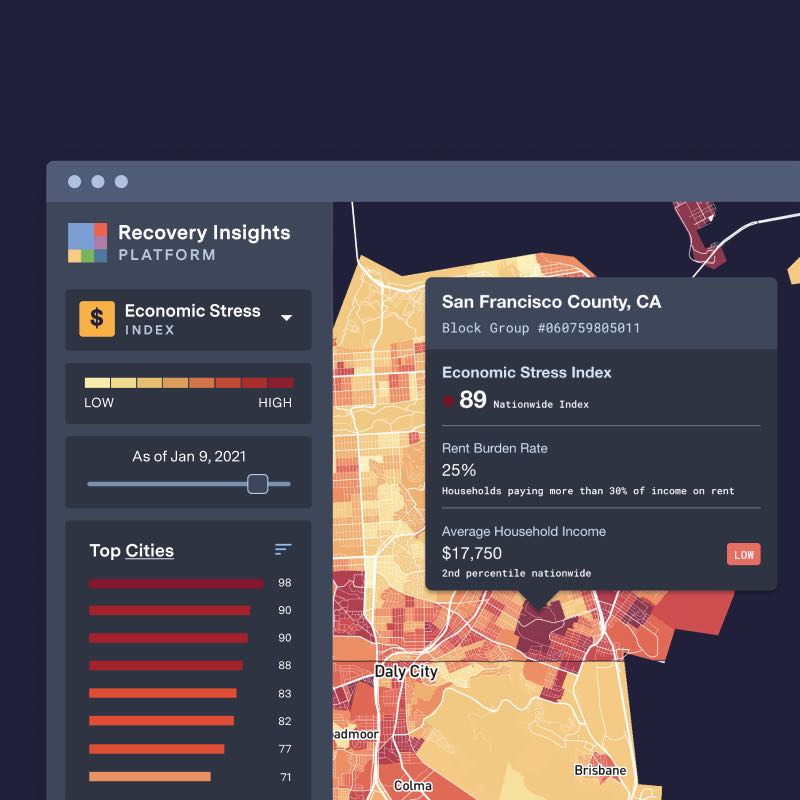 Recovery Insights
PLATFORM
$
Economic Stress
INDEX
LOW HIGH
As of Jan 9, 2021
Top Cities
98
90
90
88
83
82
77
71
San Francisco County, CA
Block Group #060759805011
Economic Stress Index
89 Nationwide Index
Rent Burden Rate
25%
Households paying more than 30% of income on rent
Average Household Income
$17,750
LOW
2nd percentile nationwide
Daly City
admoor
Brisbane
Colma